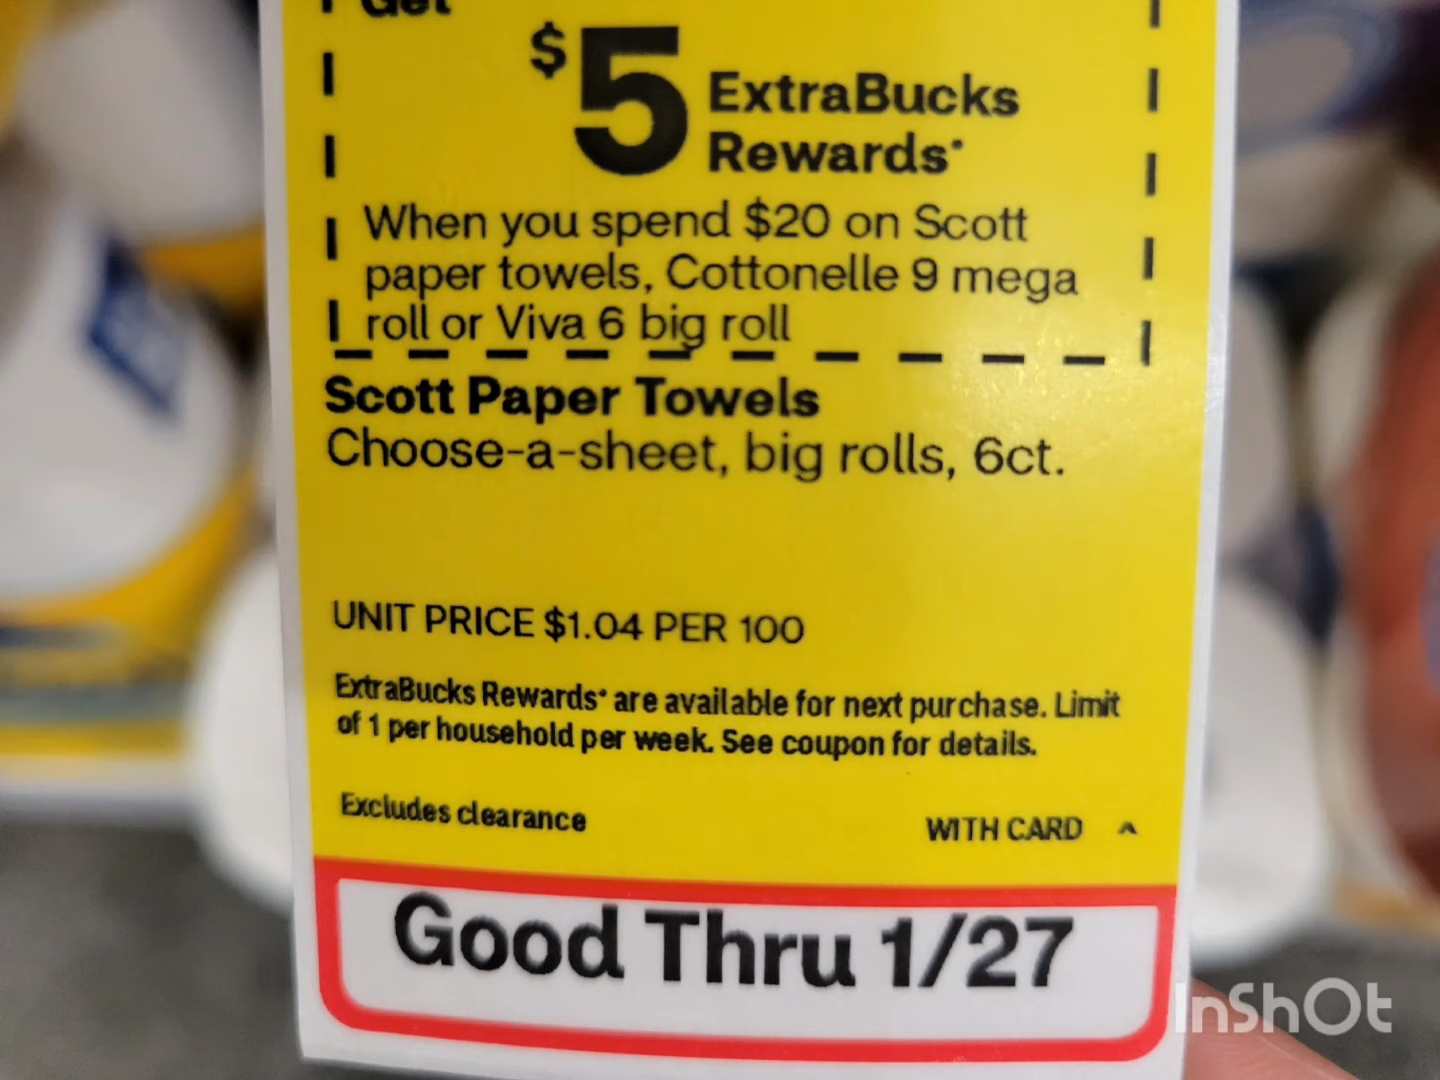 Get
$5 ExtraBucks
Rewards*
When you spend $20 on Scott
paper towels, Cottonelle 9 mega
roll or Viva 6 big roll
Scott Paper Towels
Choose-a-sheet, big rolls, 6ct.
UNIT PRICE $1.04 PER 100
ExtraBucks Rewards* are available for next purchase. Limit
of 1 per household per week. See coupon for details.
Excludes clearance
WITH CARD ^
Good Thru 1/27
InShOt